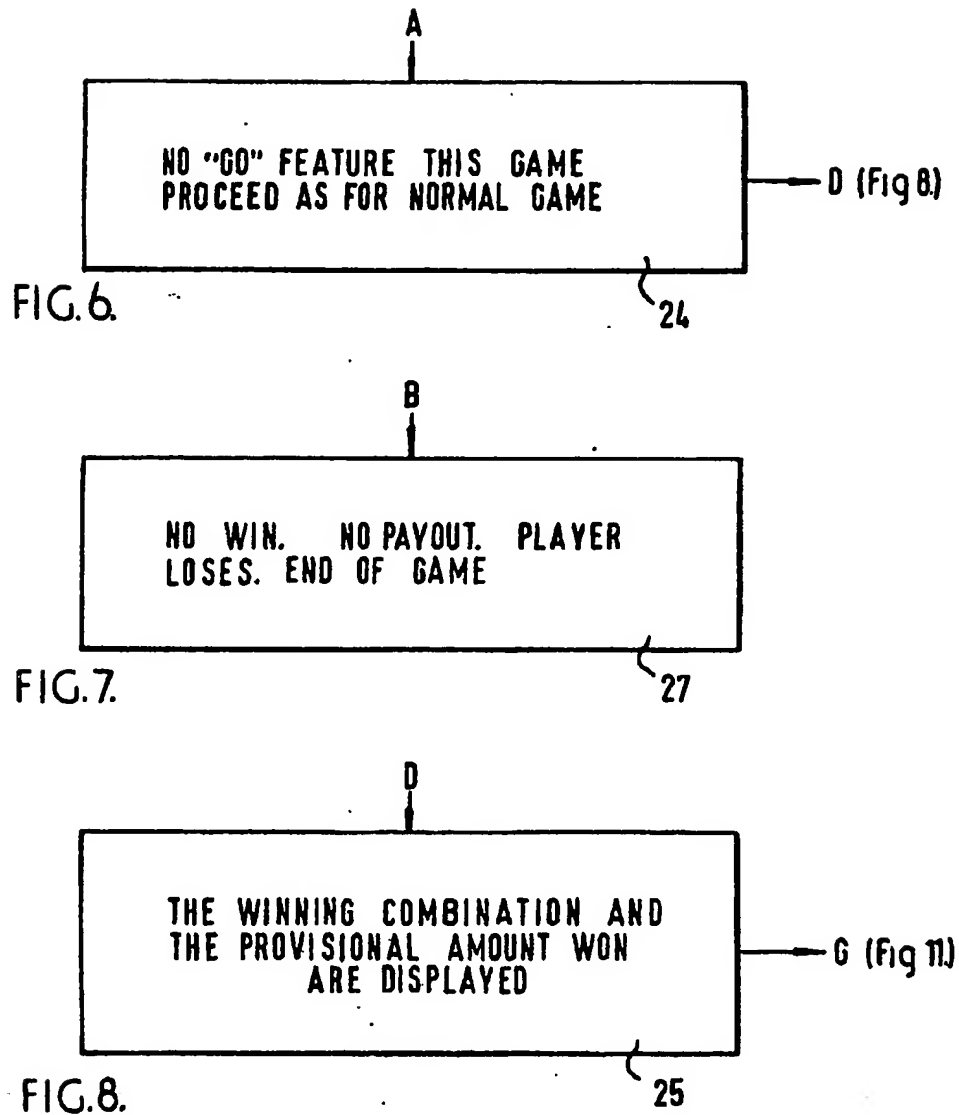 A
NO "GO" FEATURE THIS GAME
PROCEED AS FOR NORMAL GAME
D (Fig 8.)
24
FIG.6.
B
NO WIN. NO PAYOUT. PLAYER
LOSES. END OF GAME
27
FIG.7.
D
THE WINNING COMBINATION AND
THE PROVISIONAL AMOUNT WON
ARE DISPLAYED
G (Fig 11.)
25
FIG.8.